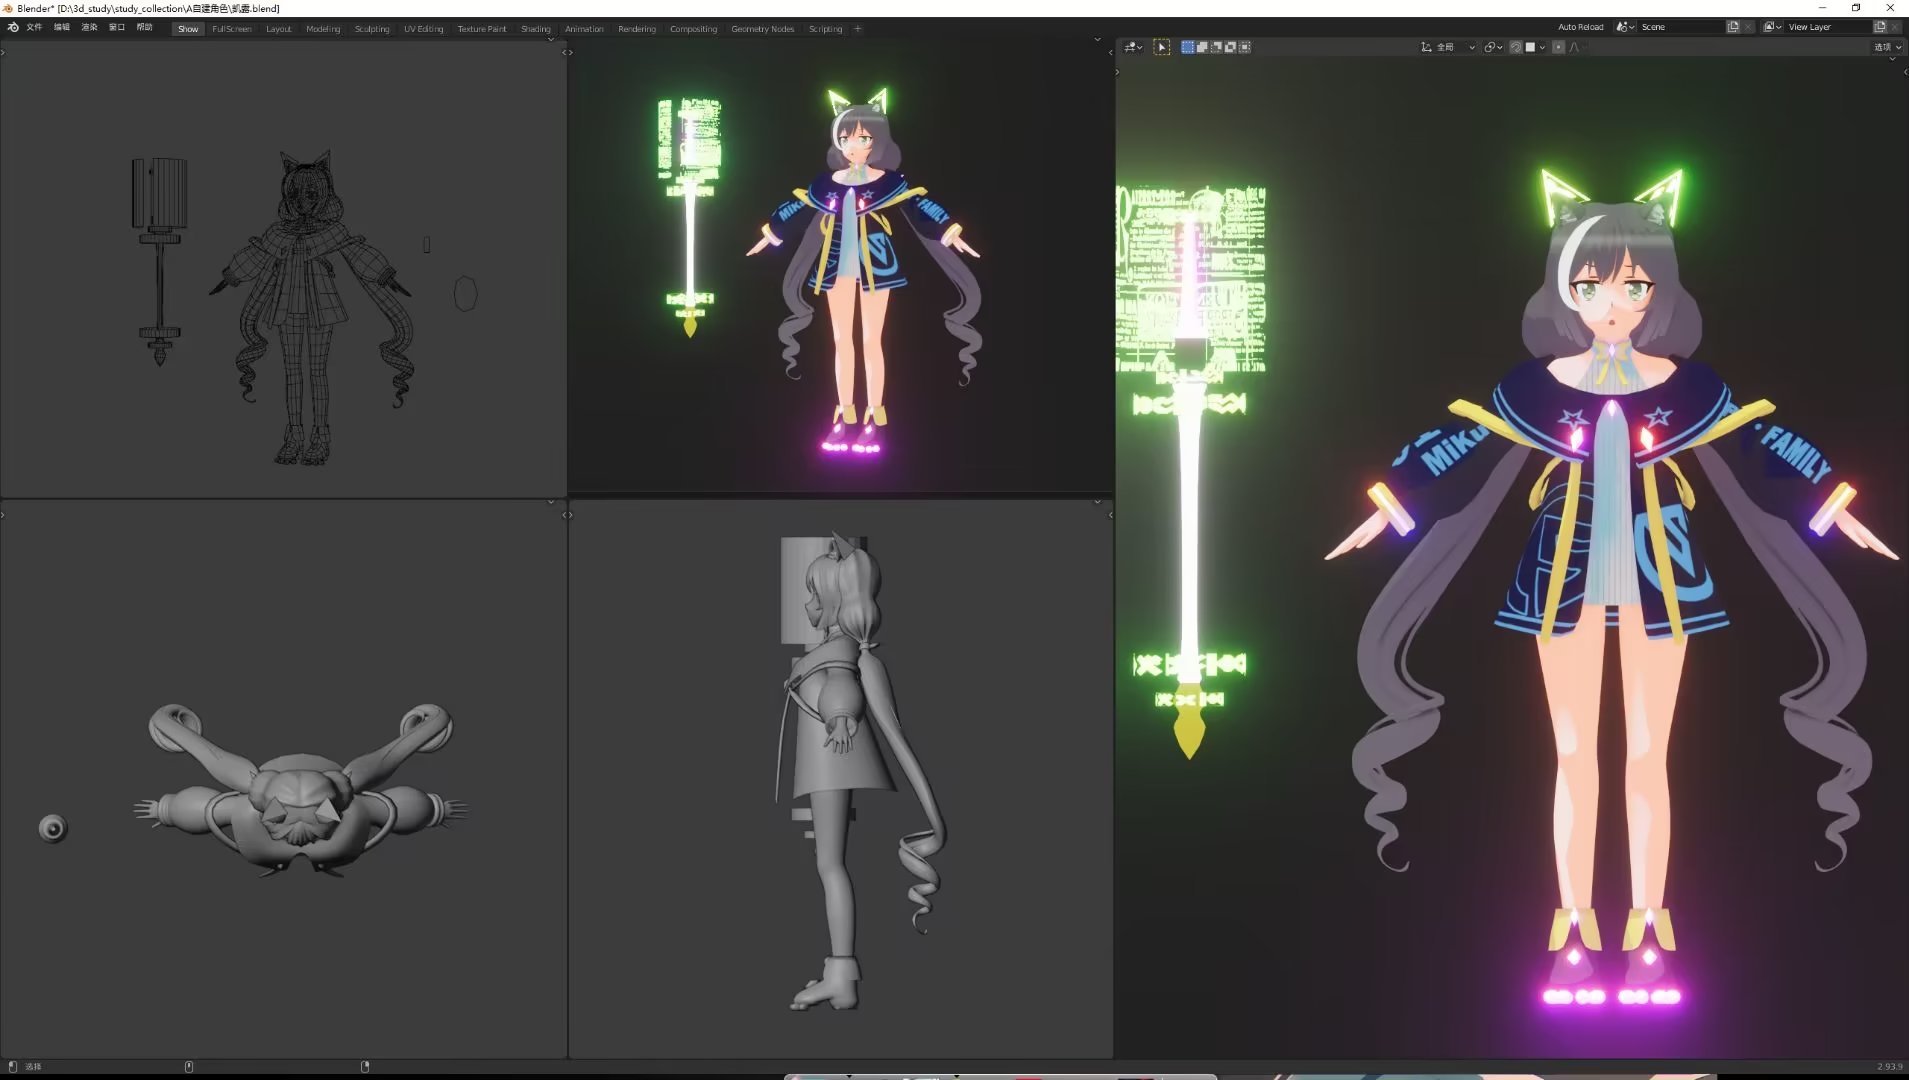 Blender* [D:\3d_study\study_collection\A自建角色\凯露.blend]
文件 编辑 渲染 窗口 帮助 Show FullScreen Layout Modeling Sculpting UV Editing Texture Paint Shading Animation Rendering Compositing Geometry Nodes Scripting + Auto Reload Scene View Layer
全局 选项
Miku
FAMILY
Miku
FAMILY
选择
2.93.9